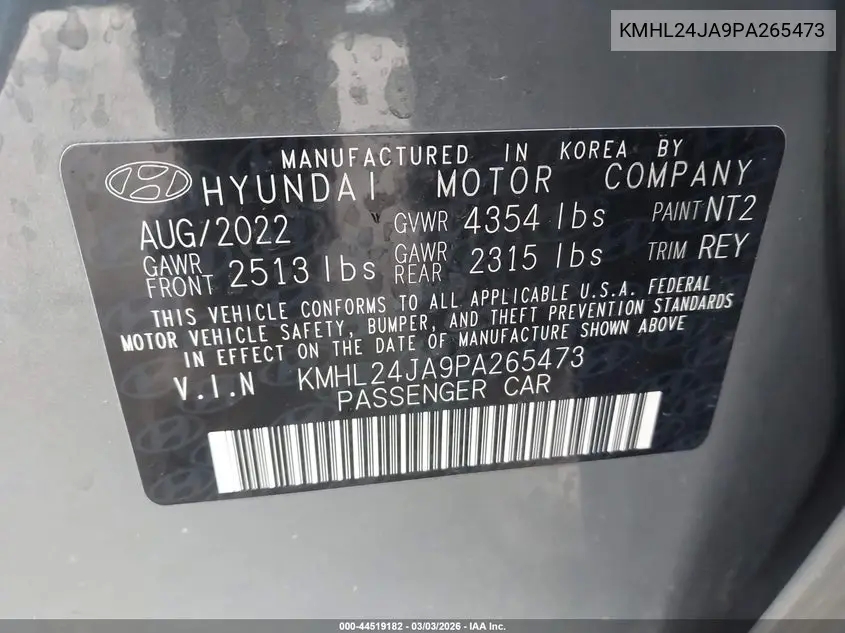 KMHL24JA9PA265473
MANUFACTURED IN KOREA BY
HYUNDAI MOTOR COMPANY
AUG/2022 GVWR 4354 lbs PAINT NT2
GAWR FRONT 2513 lbs GAWR REAR 2315 lbs TRIM REY
THIS VEHICLE CONFORMS TO ALL APPLICABLE U.S.A. FEDERAL
MOTOR VEHICLE SAFETY, BUMPER, AND THEFT PREVENTION STANDARDS
IN EFFECT ON THE DATE OF MANUFACTURE SHOWN ABOVE
V.I.N KMHL24JA9PA265473
PASSENGER CAR
000-44519182 - 03/03/2026 - IAA Inc.